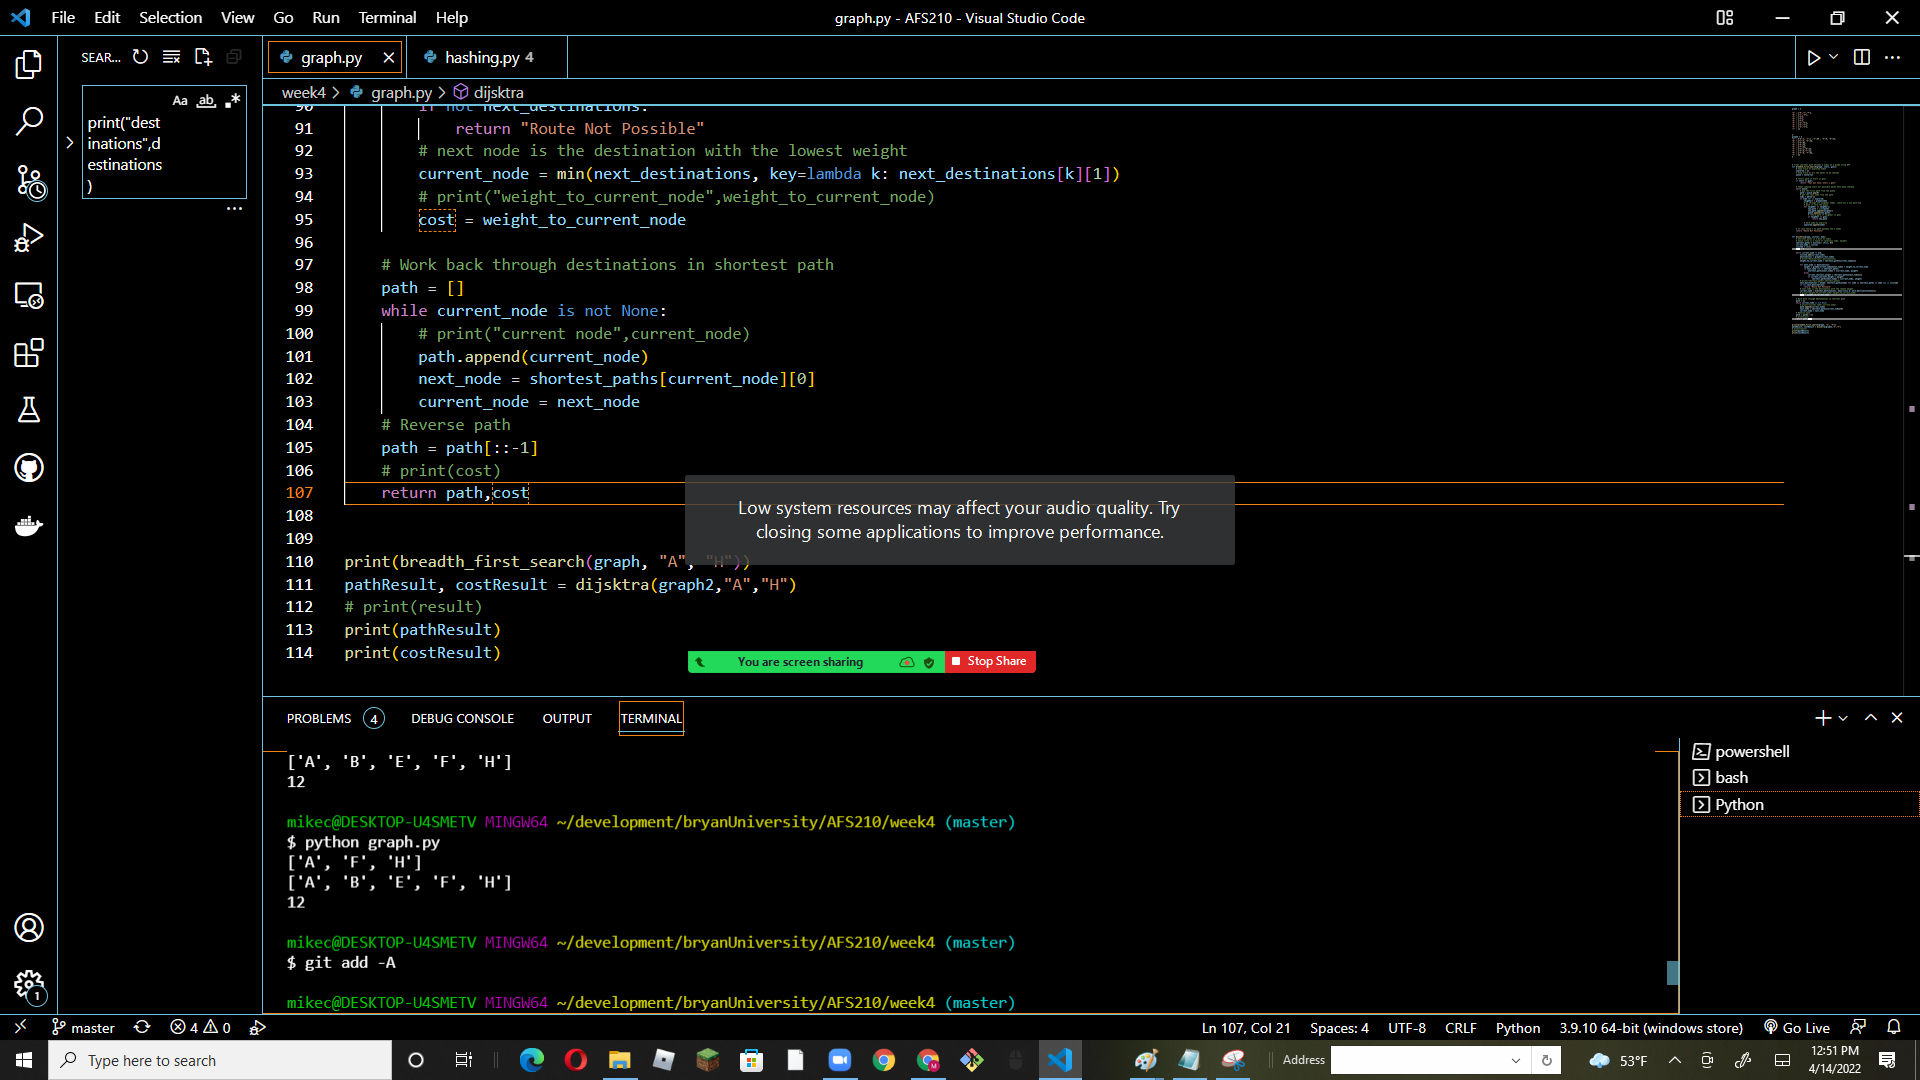 File Edit Selection View Go Run Terminal Help
graph.py - AFS210 - Visual Studio Code
SEAR...
graph.py
hashing.py 4
week4 > graph.py > dijsktra
Aa ab
print("dest
inations",d
estinations
)
90 if not next_destinations:
91 return "Route Not Possible"
92 # next node is the destination with the lowest weight
93 current_node = min(next_destinations, key=lambda k: next_destinations[k][1])
94 # print("weight_to_current_node",weight_to_current_node)
95 cost = weight_to_current_node
96
97 # Work back through destinations in shortest path
98 path = []
99 while current_node is not None:
100 # print("current node",current_node)
101 path.append(current_node)
102 next_node = shortest_paths[current_node][0]
103 current_node = next_node
104 # Reverse path
105 path = path[::-1]
106 # print(cost)
107 return path,cost
108
109
110 print(breadth_first_search(graph, "A", "H"))
111 pathResult, costResult = dijsktra(graph2,"A","H")
112 # print(result)
113 print(pathResult)
114 print(costResult)
Low system resources may affect your audio quality. Try
closing some applications to improve performance.
You are screen sharing
Stop Share
PROBLEMS 4 DEBUG CONSOLE OUTPUT TERMINAL
['A', 'B', 'E', 'F', 'H']
12
mikec@DESKTOP-U4SMETV MINGW64 ~/development/bryanUniversity/AFS210/week4 (master)
$ python graph.py
['A', 'F', 'H']
['A', 'B', 'E', 'F', 'H']
12
mikec@DESKTOP-U4SMETV MINGW64 ~/development/bryanUniversity/AFS210/week4 (master)
$ git add -A
mikec@DESKTOP-U4SMETV MINGW64 ~/development/bryanUniversity/AFS210/week4 (master)
powershell
bash
Python
1
master 4 0
Ln 107, Col 21 Spaces: 4 UTF-8 CRLF Python 3.9.10 64-bit (windows store) Go Live
Type here to search
Address
53°F
12:51 PM
4/14/2022